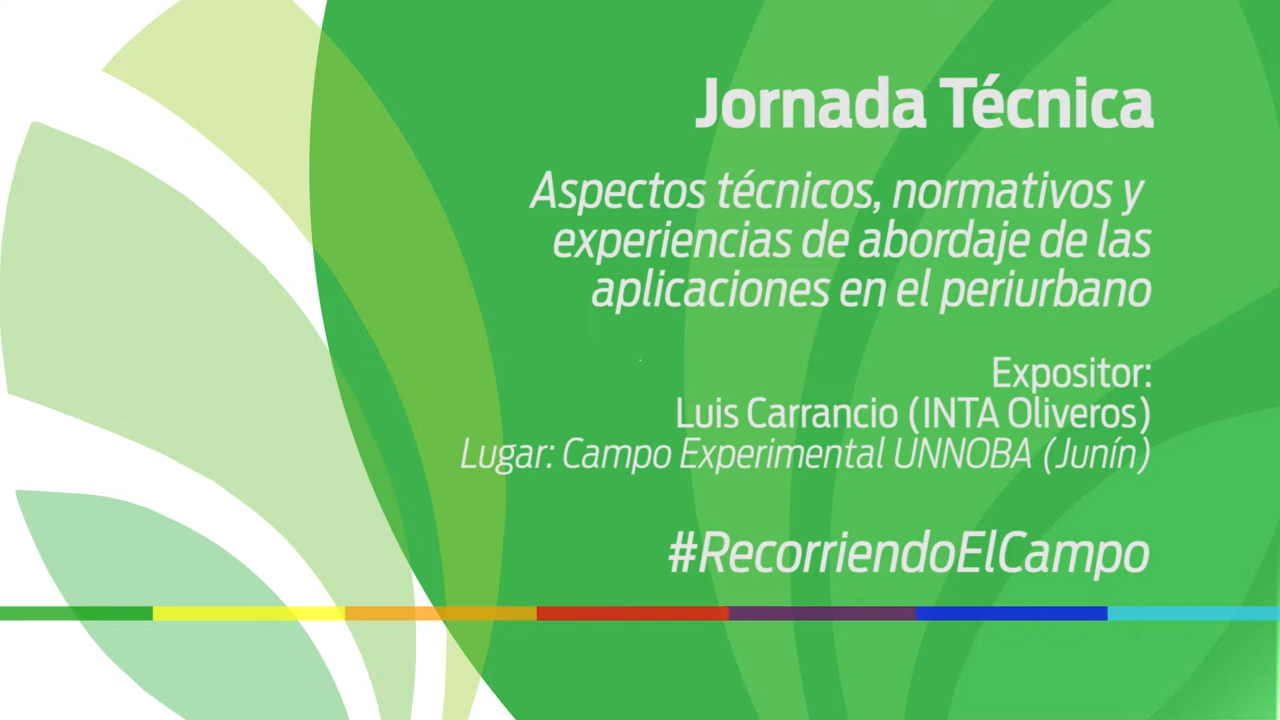 Jornada Técnica
Aspectos técnicos, normativos y
experiencias de abordaje de las
aplicaciones en el periurbano
Expositor:
Luis Carrancio (INTA Oliveros)
Lugar: Campo Experimental UNNOBA (Junín)
#RecorriendoElCampo